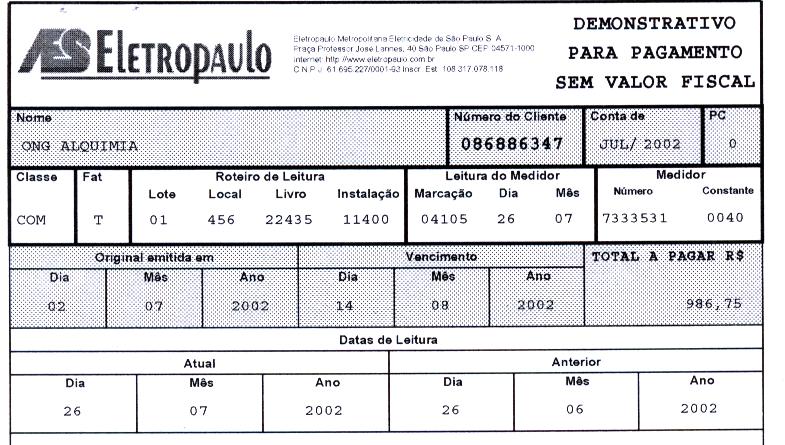 AES ELETROPAULO
Eletropaulo Metropolitana Eletricidade de São Paulo S. A.
Praça Professor José Lannes, 40 São Paulo SP CEP 04571-1000
Internet: http://www.eletropaulo.com.br
C.N.P.J. 61.695.227/0001-93 Inscr. Est. 108.317.078.118
DEMONSTRATIVO
PARA PAGAMENTO
SEM VALOR FISCAL
Nome Número do Cliente Conta de PC
ONG ALQUIMIA 086886347 JUL/ 2002 0
Classe Fat Roteiro de Leitura Leitura do Medidor Medidor
Lote Local Livro Instalação Marcação Dia Mês Número Constante
COM T 01 456 22435 11400 04105 26 07 7333531 0040
Original emitida em Vencimento TOTAL A PAGAR R$
Dia Mês Ano Dia Mês Ano
02 07 2002 14 08 2002 986,75
Datas de Leitura
Atual Anterior
Dia Mês Ano Dia Mês Ano
26 07 2002 26 06 2002